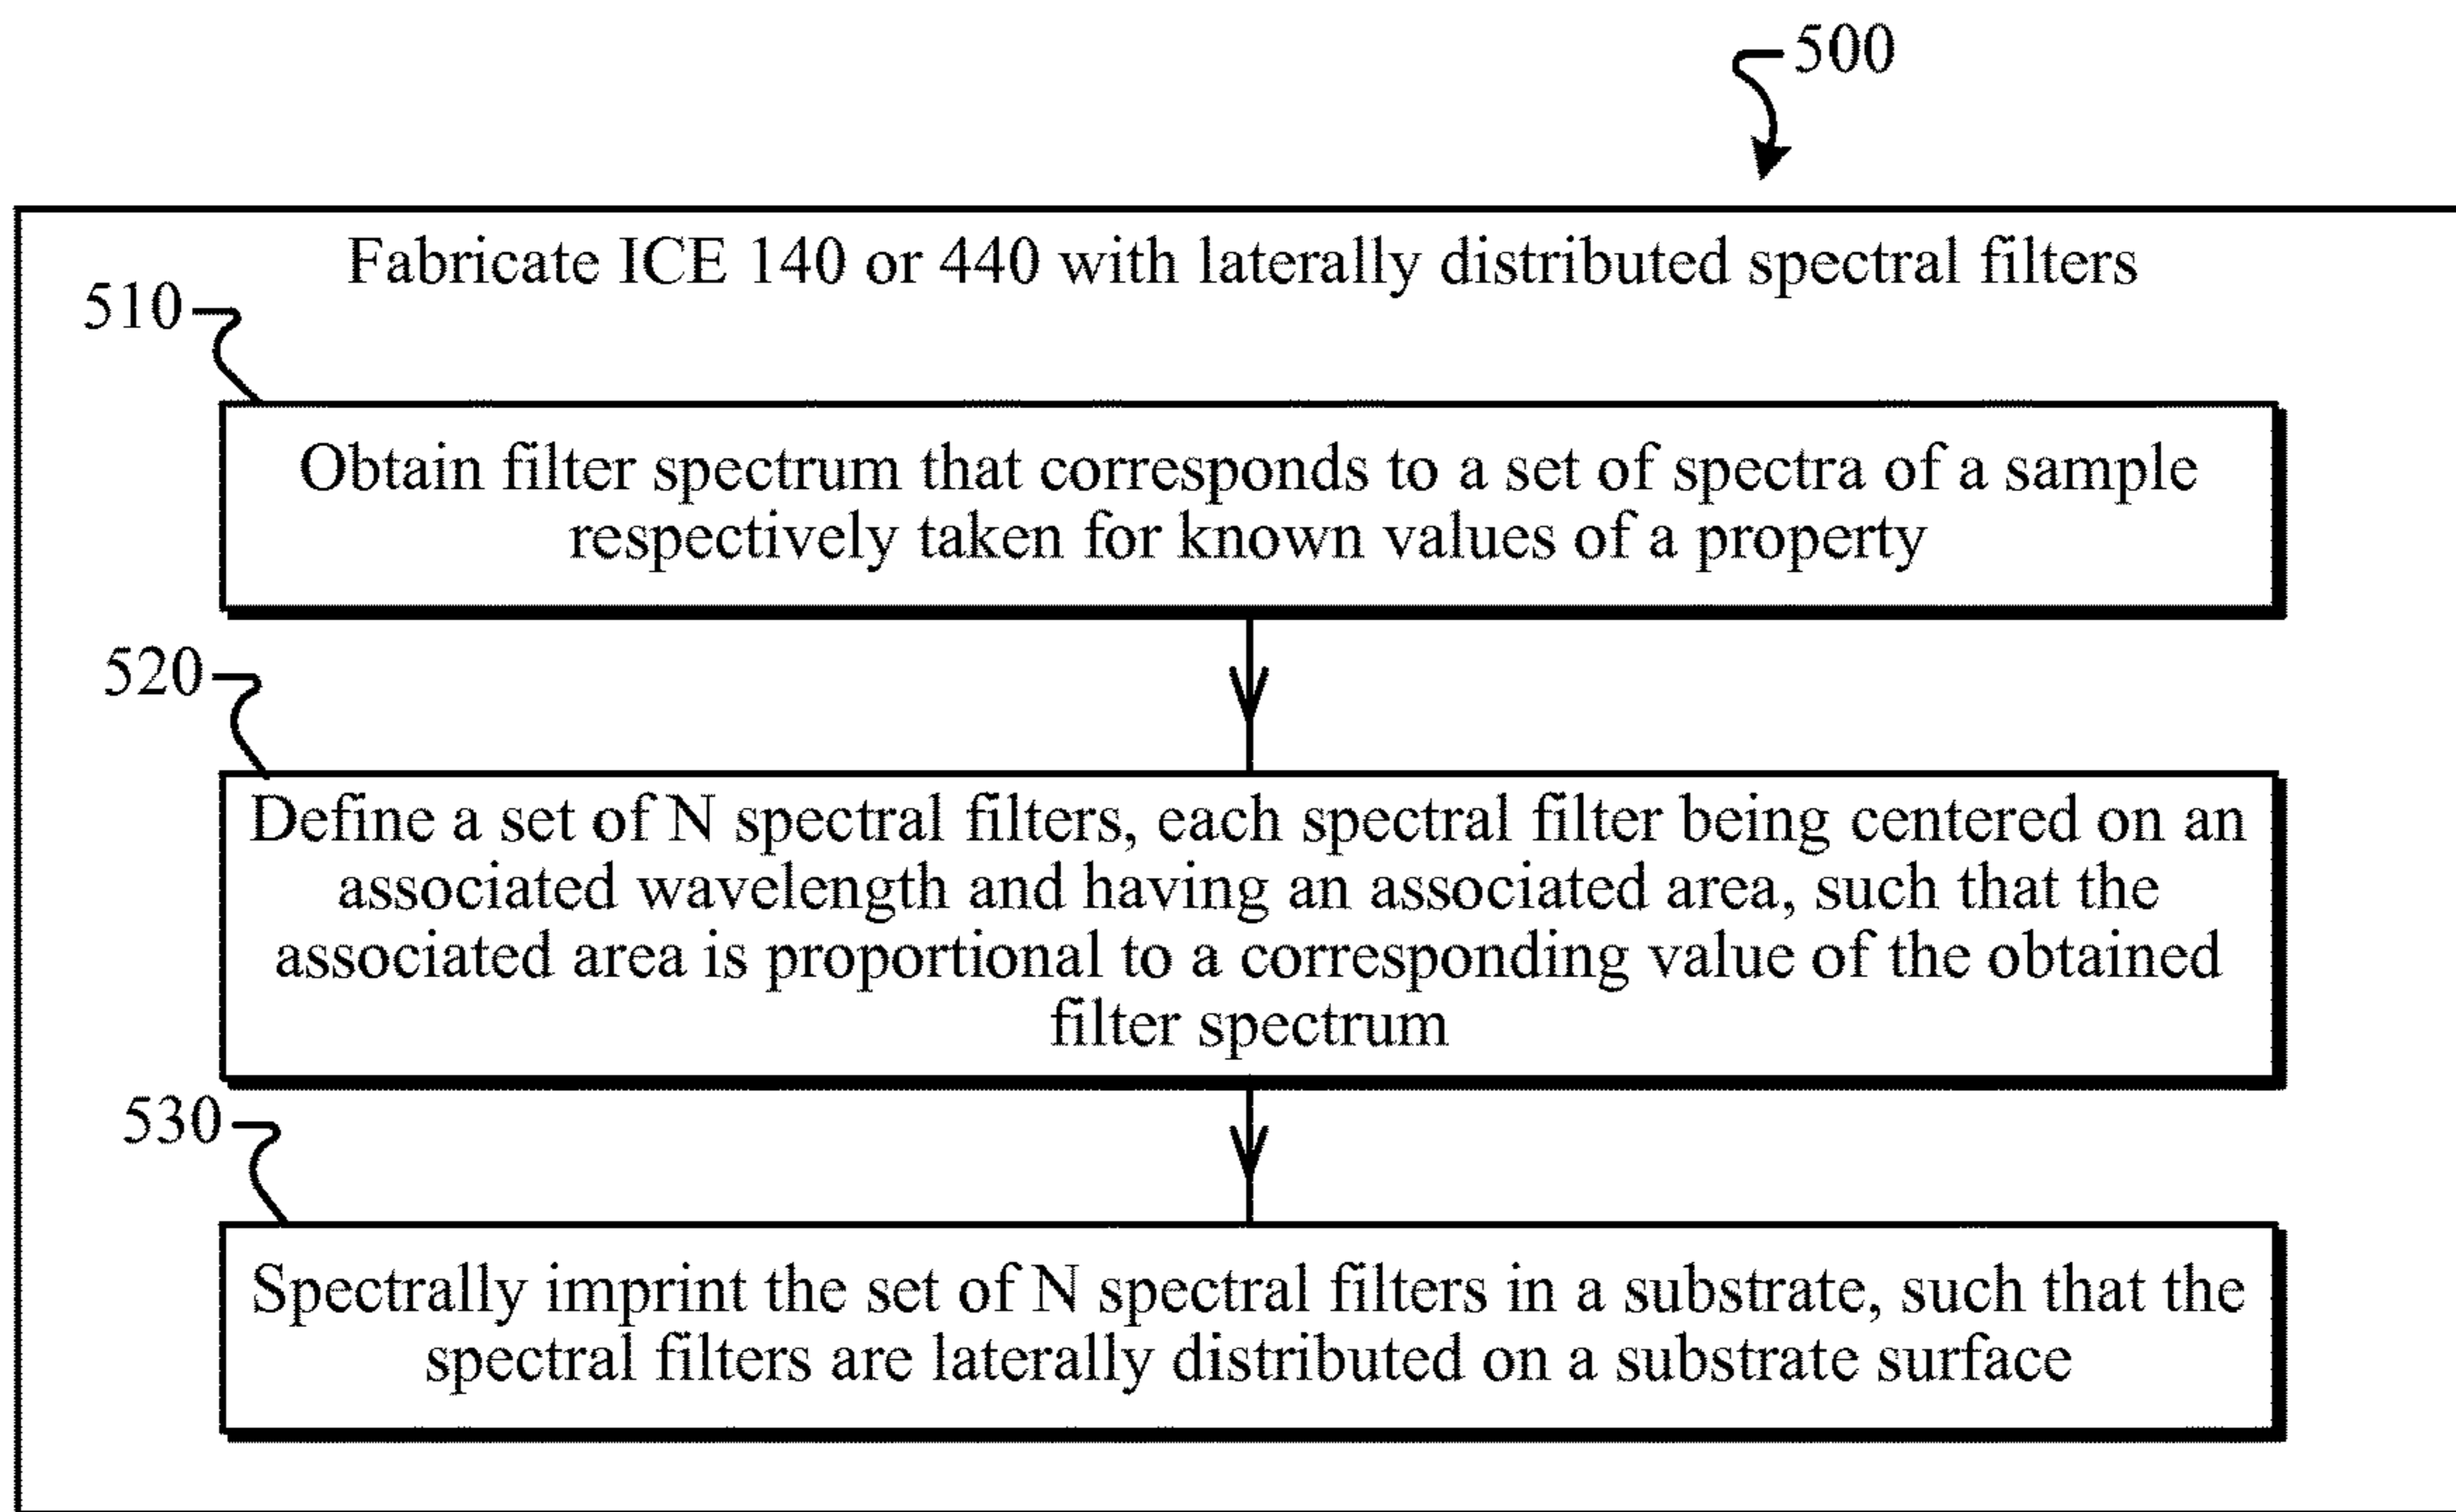 500
Fabricate ICE 140 or 440 with laterally distributed spectral filters
510
Obtain filter spectrum that corresponds to a set of spectra of a sample
respectively taken for known values of a property
520
Define a set of N spectral filters, each spectral filter being centered on an
associated wavelength and having an associated area, such that the
associated area is proportional to a corresponding value of the obtained
filter spectrum
530
Spectrally imprint the set of N spectral filters in a substrate, such that the
spectral filters are laterally distributed on a substrate surface